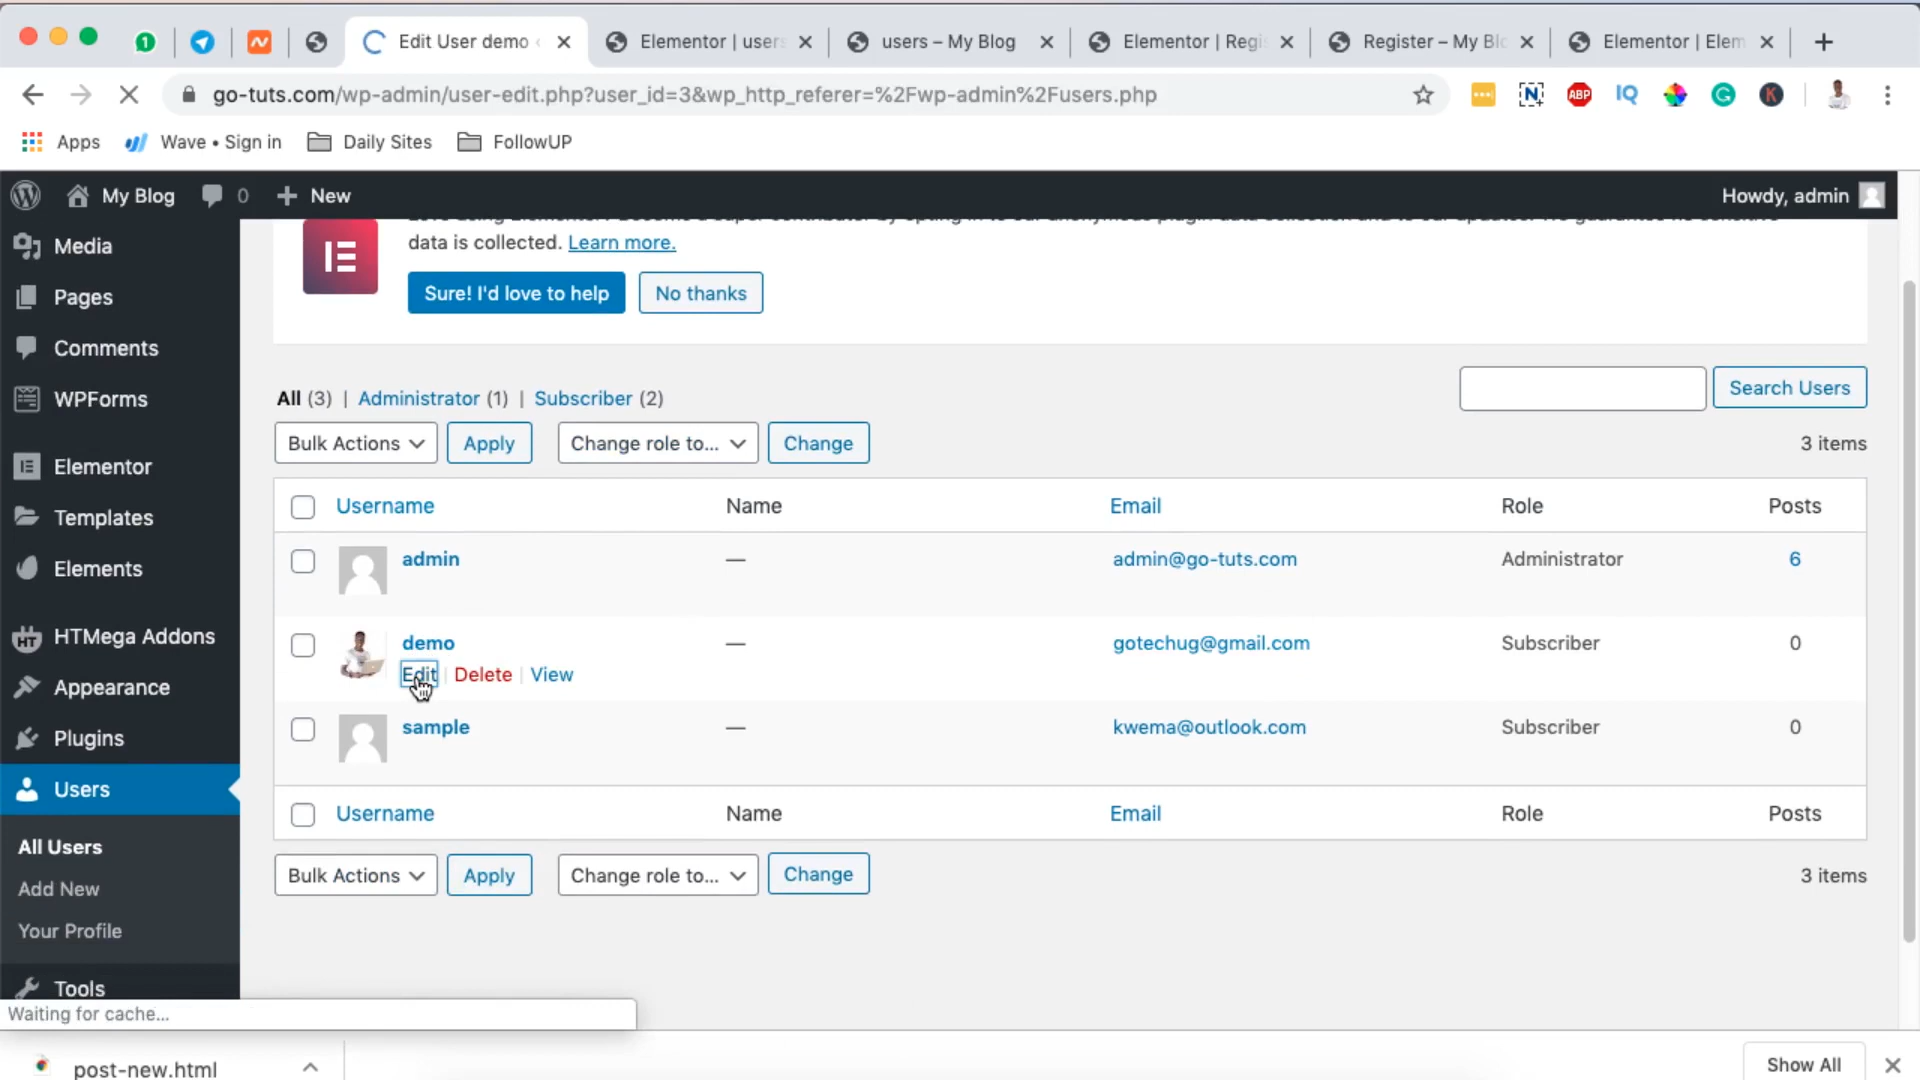 1
Edit User demo
Elementor | users
users – My Blog
Elementor | Regi
Register – My Blo
Elementor | Elem
go-tuts.com/wp-admin/user-edit.php?user_id=3&wp_http_referer=%2Fwp-admin%2Fusers.php
N
ABP
IQ
G
K
Apps
Wave • Sign in
Daily Sites
FollowUP
My Blog
0
New
Howdy, admin
data is collected. Learn more.
Sure! I'd love to help
No thanks
Media
Pages
Comments
WPForms
Elementor
Templates
Elements
HT
HTMega Addons
Appearance
Plugins
Users
All Users
Add New
Your Profile
Tools
All (3) | Administrator (1) | Subscriber (2)
Search Users
Bulk Actions
Apply
Change role to...
Change
3 items
Username
Name
Email
Role
Posts
admin
—
admin@go-tuts.com
Administrator
6
demo
—
gotechug@gmail.com
Subscriber
0
Edit | Delete | View
sample
—
kwema@outlook.com
Subscriber
0
Username
Name
Email
Role
Posts
Bulk Actions
Apply
Change role to...
Change
3 items
Waiting for cache...
post-new.html
Show All